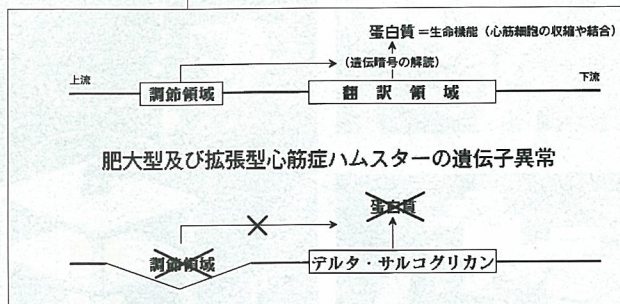 蛋白質=生命機能(心筋細胞の収縮や結合)
(遺伝暗号の解読)
上流
下流
調節領域
翻訳領域
肥大型及び拡張型心筋症ハムスターの遺伝子異常
蛋白質
調節領域
デルタ・サルコグリカン